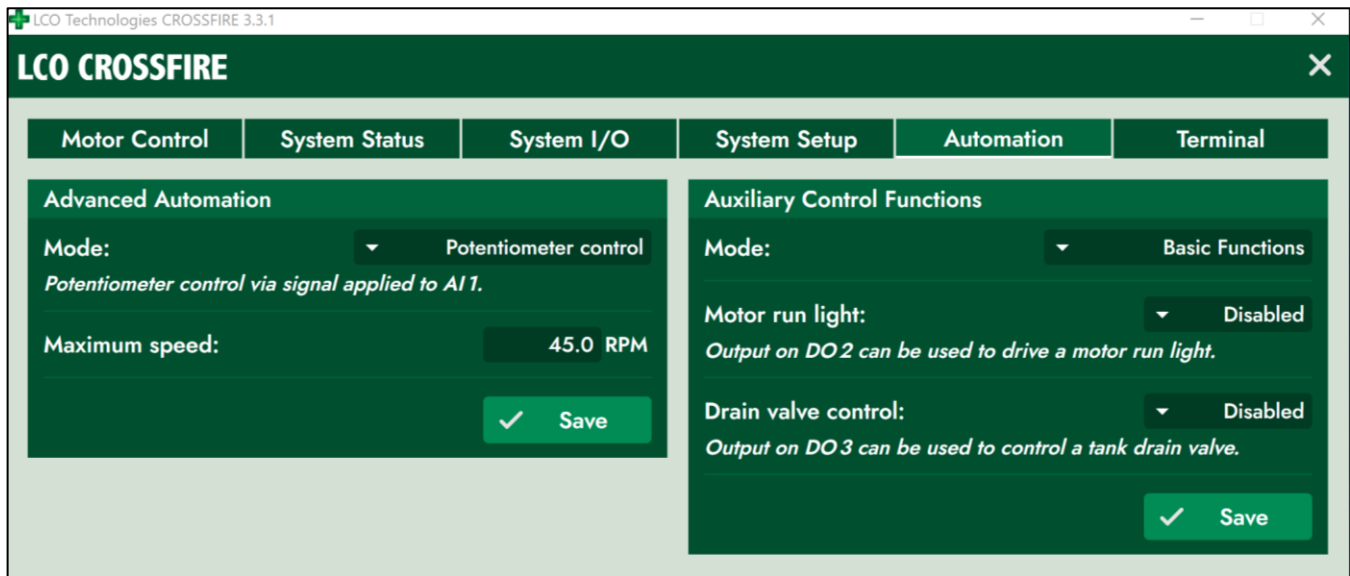 LCO Technologies CROSSFIRE 3.3.1
LCO CROSSFIRE
Motor Control
System Status
System I/O
System Setup
Automation
Terminal
Advanced Automation
Mode:
Potentiometer control
Potentiometer control via signal applied to AI 1.
Maximum speed:
45.0 RPM
Save
Auxiliary Control Functions
Mode:
Basic Functions
Motor run light:
Disabled
Output on DO 2 can be used to drive a motor run light.
Drain valve control:
Disabled
Output on DO 3 can be used to control a tank drain valve.
Save